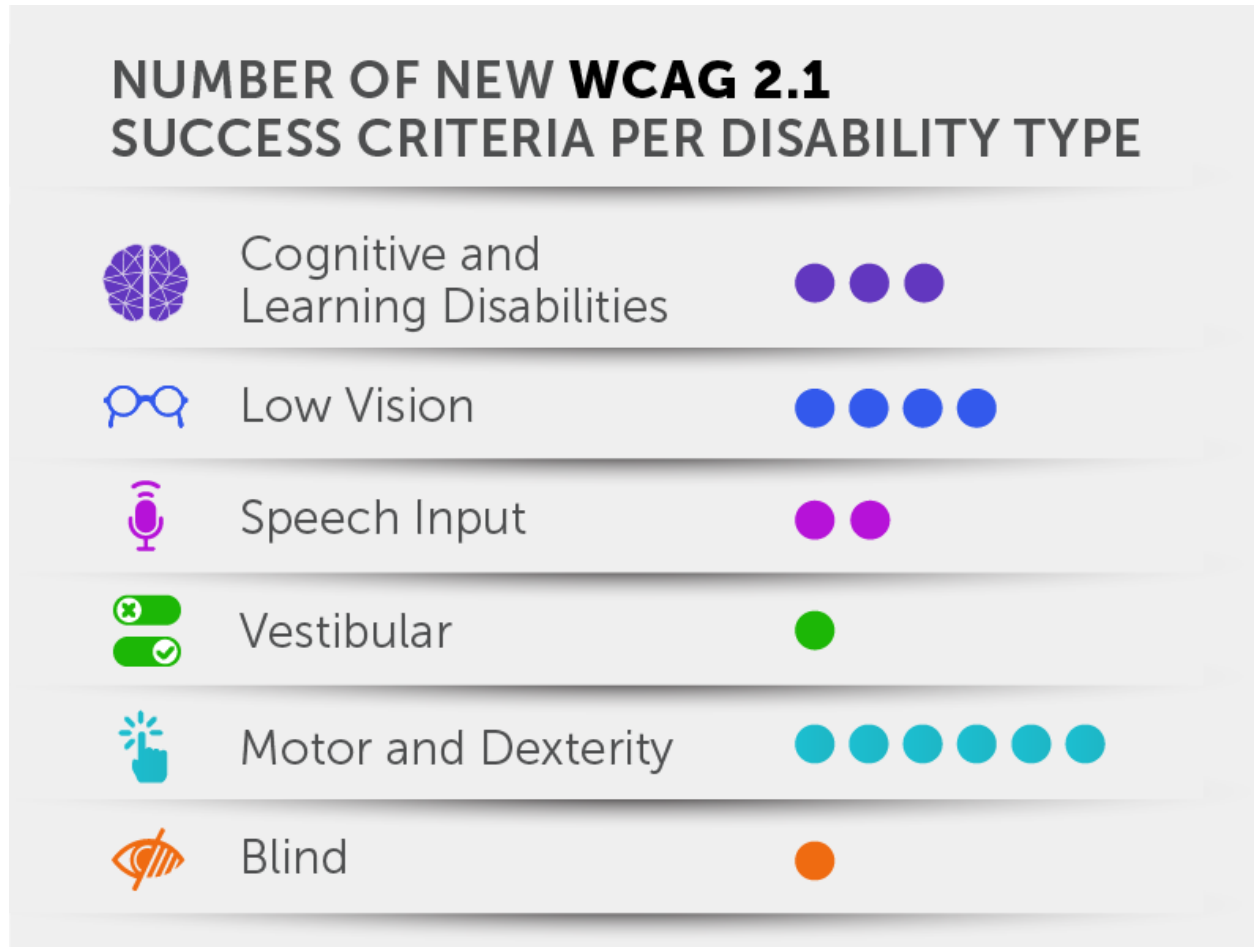 NUMBER OF NEW WCAG 2.1
SUCCESS CRITERIA PER DISABILITY TYPE
Cognitive and
Learning Disabilities
Low Vision
Speech Input
Vestibular
Motor and Dexterity
Blind